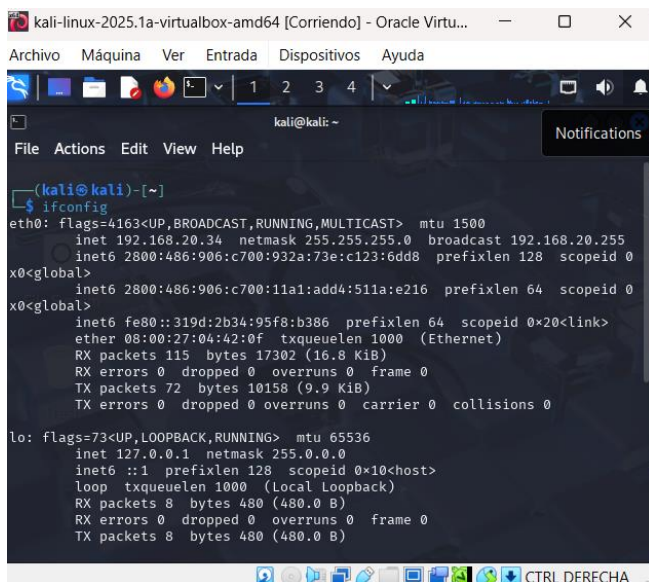 kali-linux-2025.1a-virtualbox-amd64 [Corriendo] - Oracle Virtu...
Archivo Máquina Ver Entrada Dispositivos Ayuda
1 2 3 4
kali@kali: ~
Notifications
File Actions Edit View Help
┌──(kali㉿kali)-[~]
└─$ ifconfig
eth0: flags=4163<UP,BROADCAST,RUNNING,MULTICAST> mtu 1500
inet 192.168.20.34 netmask 255.255.255.0 broadcast 192.168.20.255
inet6 2800:486:906:c700:932a:73e:c123:6dd8 prefixlen 128 scopeid 0
x0<global>
inet6 2800:486:906:c700:11a1:add4:511a:e216 prefixlen 64 scopeid 0
x0<global>
inet6 fe80::319d:2b34:95f8:b386 prefixlen 64 scopeid 0×20<link>
ether 08:00:27:04:42:0f txqueuelen 1000 (Ethernet)
RX packets 115 bytes 17302 (16.8 KiB)
RX errors 0 dropped 0 overruns 0 frame 0
TX packets 72 bytes 10158 (9.9 KiB)
TX errors 0 dropped 0 overruns 0 carrier 0 collisions 0
lo: flags=73<UP,LOOPBACK,RUNNING> mtu 65536
inet 127.0.0.1 netmask 255.0.0.0
inet6 ::1 prefixlen 128 scopeid 0×10<host>
loop txqueuelen 1000 (Local Loopback)
RX packets 8 bytes 480 (480.0 B)
RX errors 0 dropped 0 overruns 0 frame 0
TX packets 8 bytes 480 (480.0 B)
CTRL DERECHA